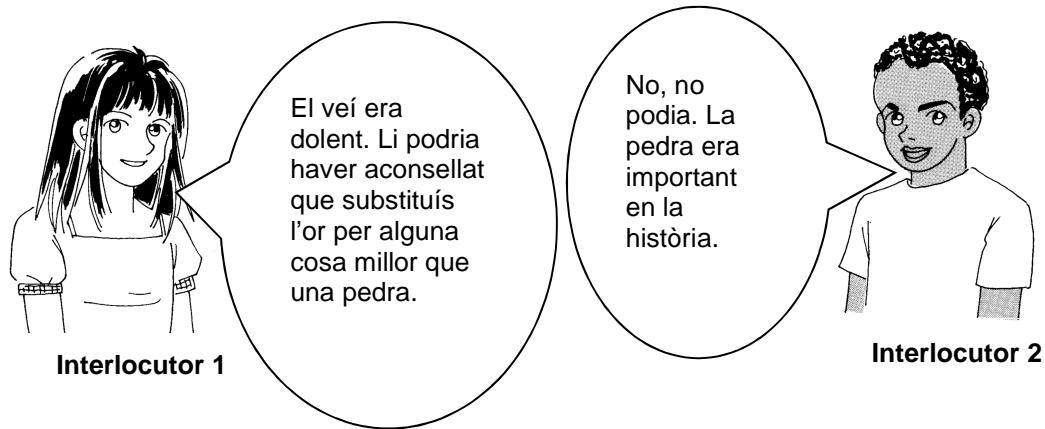 El veí era
dolent. Li podria
haver aconsellat
que substituís
l’or per alguna
cosa millor que
una pedra.
No, no
podia. La
pedra era
important
en la
història.
Interlocutor 1
Interlocutor 2